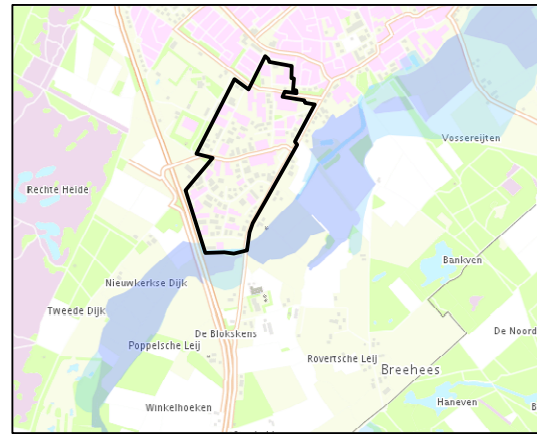 Vossereijten
Rechte Heide
Bankven
Nieuwkerkse Dijk
Tweede Dijk
De Noord
De Blokskens
Poppelsche Leij
Rovertsche Leij
Breehees
Haneven
Winkelhoeken
B